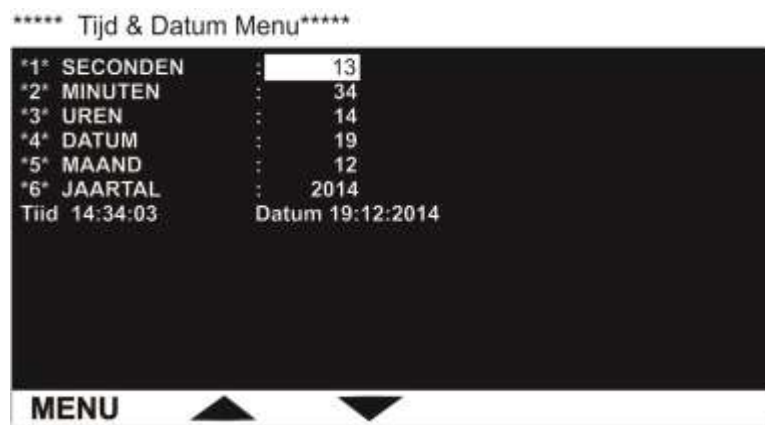 ***** Tijd & Datum Menu*****
*1* SECONDEN : 13
*2* MINUTEN : 34
*3* UREN : 14
*4* DATUM : 19
*5* MAAND : 12
*6* JAARTAL : 2014
Tiid 14:34:03 Datum 19:12:2014
MENU